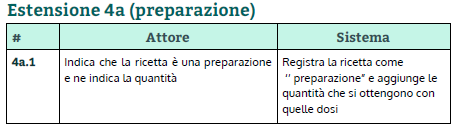 Estensione 4a (preparazione)
# Attore Sistema
4a.1 Indica che la ricetta è una preparazione
e ne indica la quantità
Registra la ricetta come
‘’ preparazione” e aggiunge le
quantità che si ottengono con
quelle dosi